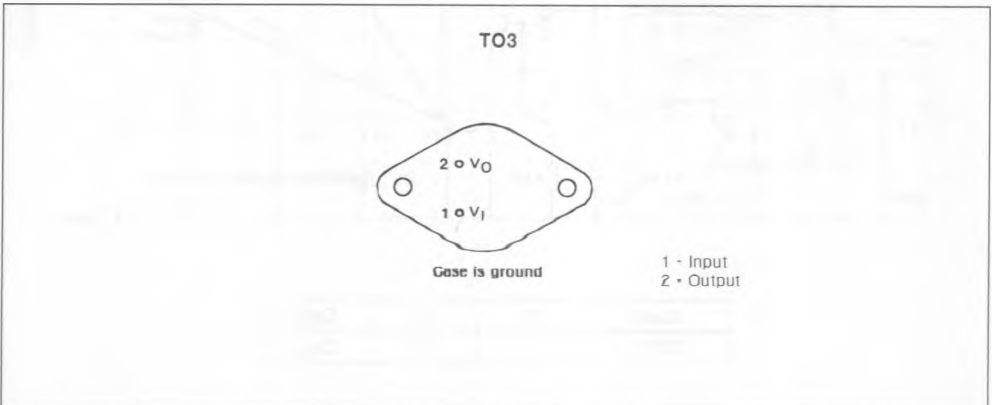 TO3
2 o VO
1 o VI
Case is ground
1 - Input
2 - Output